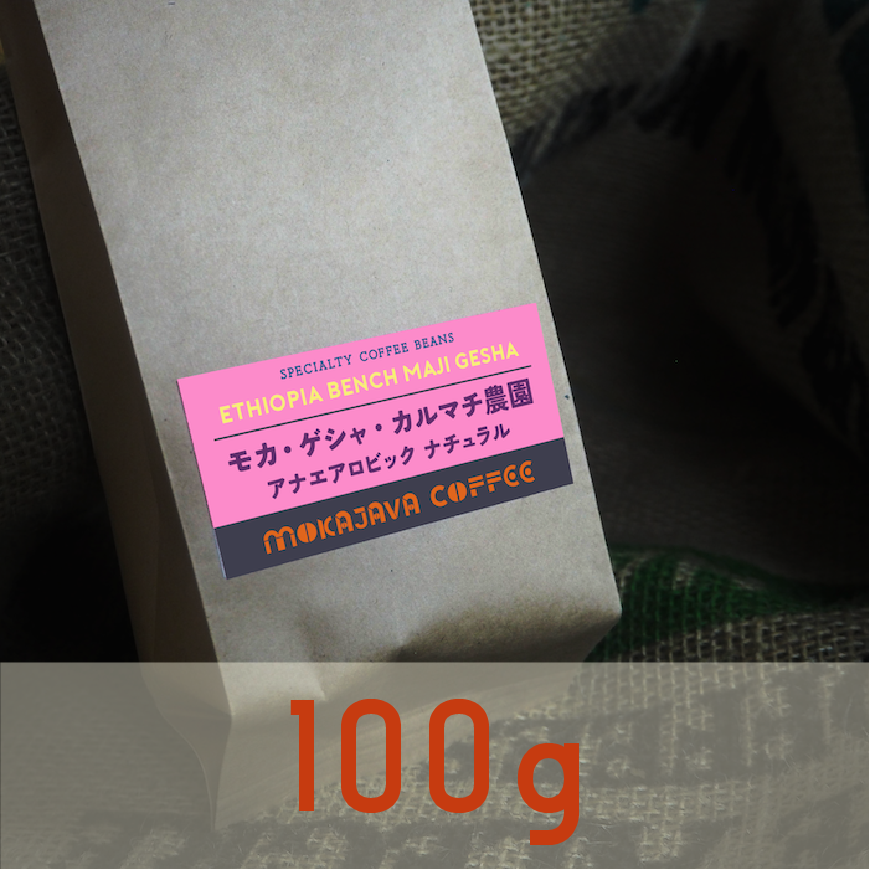 SPECIALTY COFFEE BEANS
ETHIOPIA BENCH MAJI GESHA
モカ・ゲシャ・カルマチ農園
アナエアロビック ナチュラル
MOKAJAVA COFFEE
100g